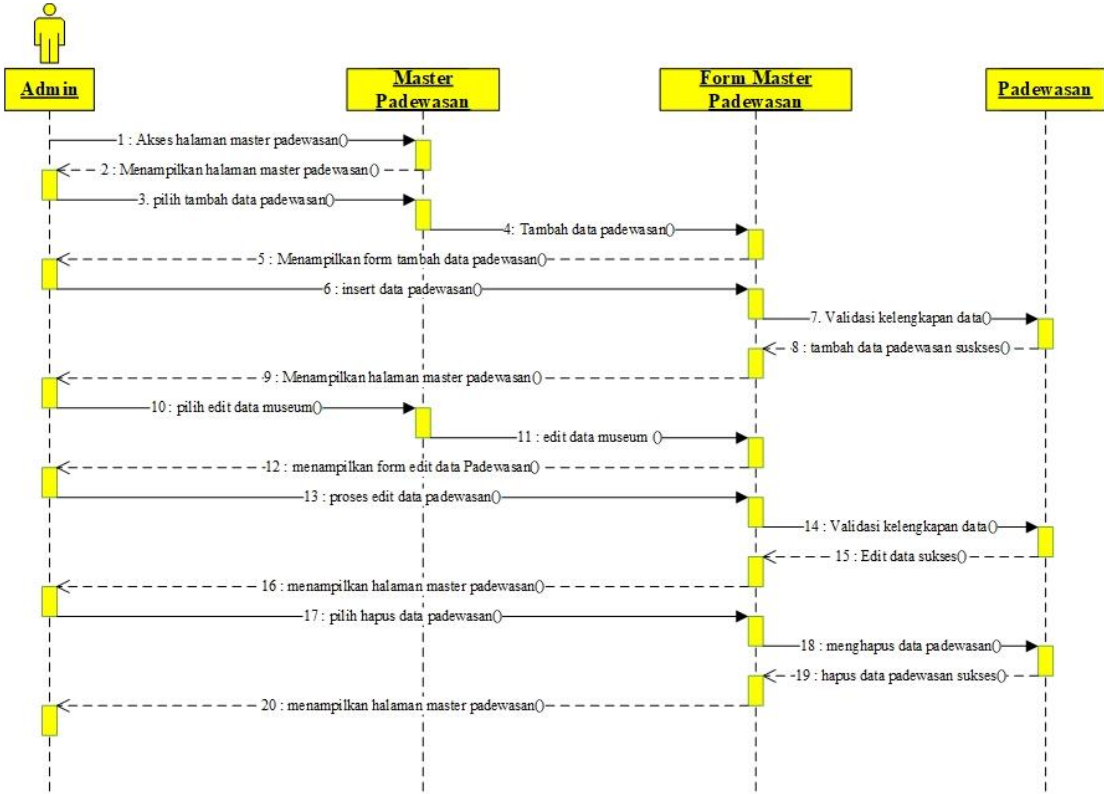 Admin
Master
Padewasan
Form Master
Padewasan
Padewasan
1 : Akses halaman master padewasan()
2 : Menampilkan halaman master padewasan()
3. pilih tambah data padewasan()
4: Tambah data padewasan()
5 : Menampilkan form tambah data padewasan()
6 : insert data padewasan()
7. Validasi kelengkapan data()
8 : tambah data padewasan suskses()
9 : Menampilkan halaman master padewasan()
10 : pilih edit data museum()
11 : edit data museum ()
12 : menampilkan form edit data Padewasan()
13 : proses edit data padewasan()
14 : Validasi kelengkapan data()
15 : Edit data sukses()
16 : menampilkan halaman master padewasan()
17 : pilih hapus data padewasan()
18 : menghapus data padewasan()
19 : hapus data padewasan sukses()
20 : menampilkan halaman master padewasan()